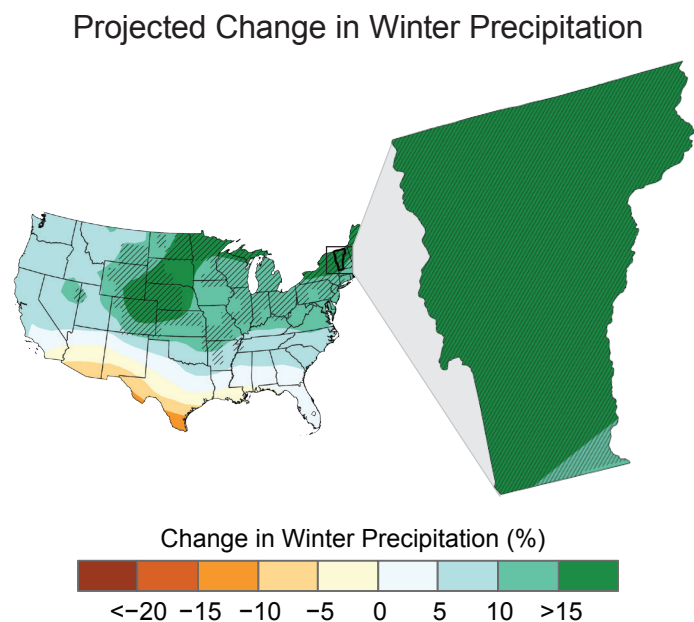 Projected Change in Winter Precipitation
Change in Winter Precipitation (%)
<−20 −15 −10 −5 0 5 10 >15